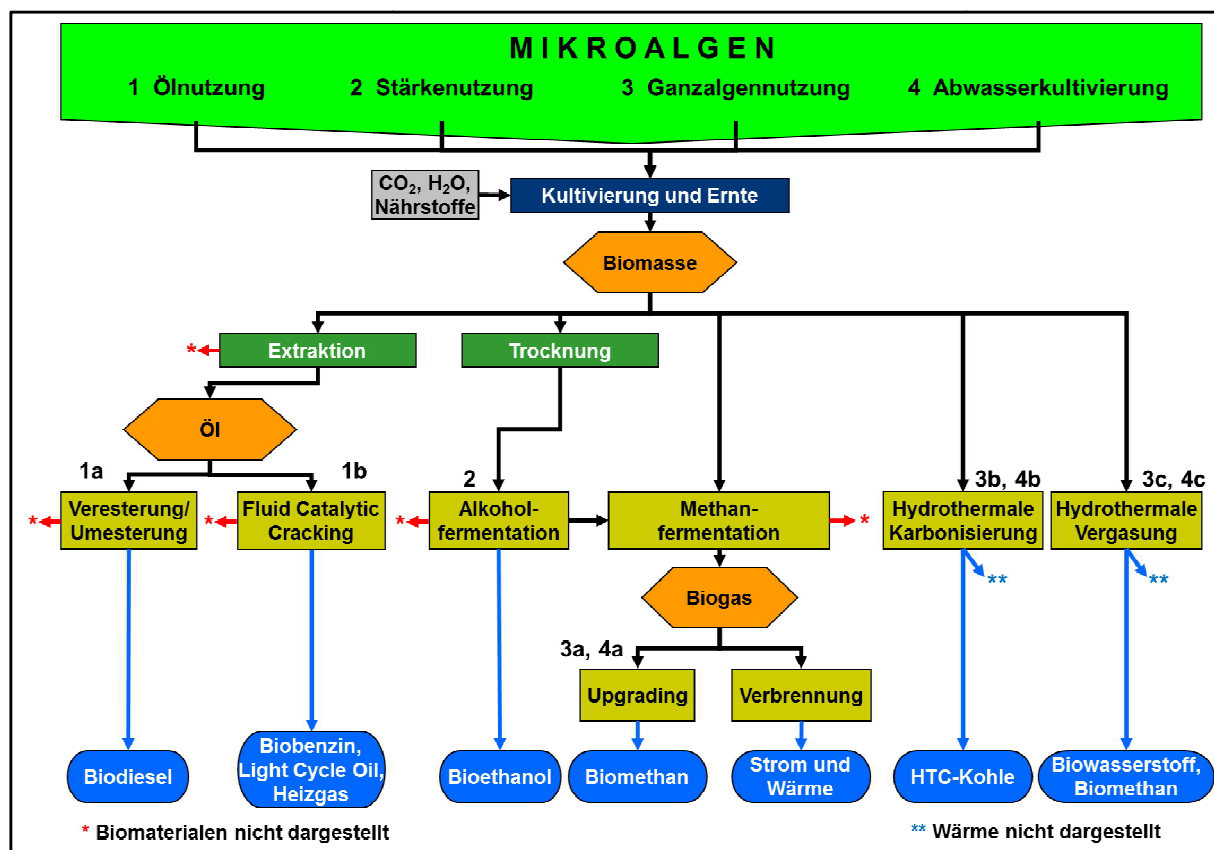 MIKROALGEN
1 Ölnutzung
2 Stärkenutzung
3 Ganzalgennutzung
4 Abwasserkultivierung
CO₂, H₂O,
Nährstoffe
Kultivierung und Ernte
Biomasse
* Extraktion
Trocknung
Öl
1a
1b
2
3b, 4b
3c, 4c
* Veresterung/
Umesterung
* Fluid Catalytic
Cracking
* Alkohol-
fermentation
Methan-
fermentation *
Hydrothermale
Karbonisierung
Hydrothermale
Vergasung
**
**
Biogas
3a, 4a
Upgrading
Verbrennung
Biodiesel
Biobenzin,
Light Cycle Oil,
Heizgas
Bioethanol
Biomethan
Strom und
Wärme
HTC-Kohle
Biowasserstoff,
Biomethan
* Biomaterialen nicht dargestellt
** Wärme nicht dargestellt